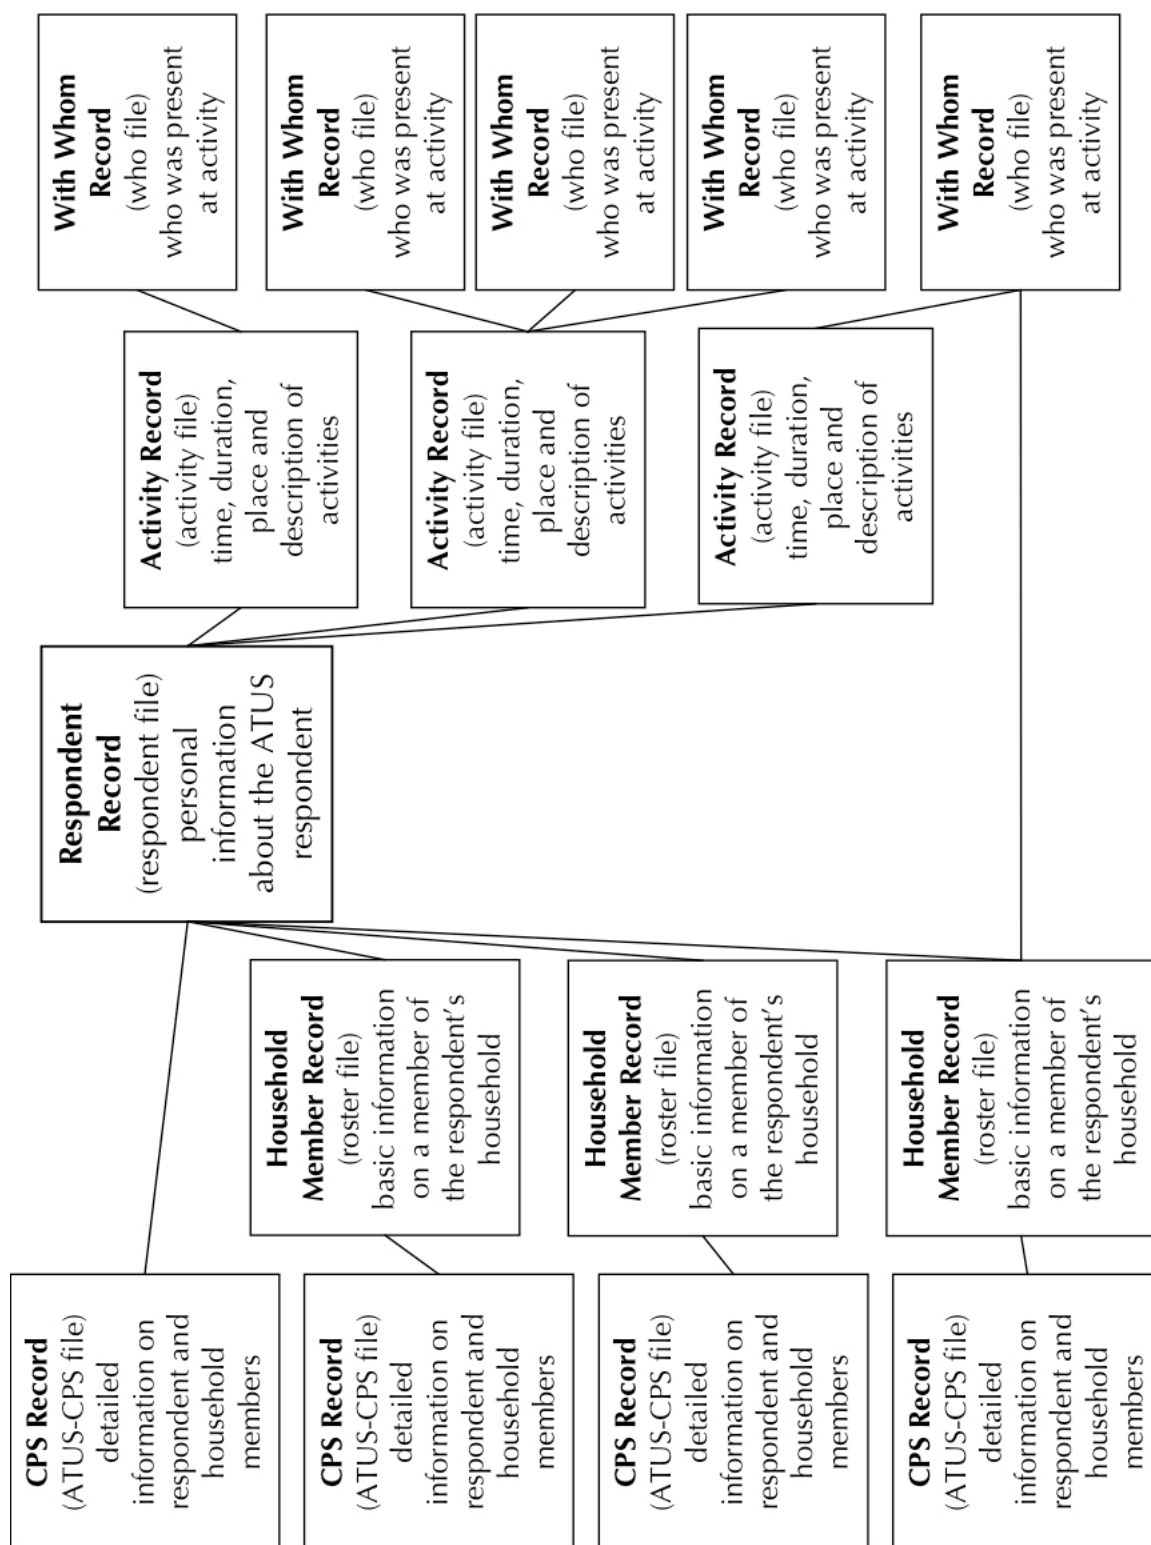 CPS Record
(ATUS-CPS file)
detailed
information on
respondent and
household
members
CPS Record
(ATUS-CPS file)
detailed
information on
respondent and
household
members
CPS Record
(ATUS-CPS file)
detailed
information on
respondent and
household
members
CPS Record
(ATUS-CPS file)
detailed
information on
respondent and
household
members
Household
Member Record
(roster file)
basic information
on a member of
the respondent's
household
Household
Member Record
(roster file)
basic information
on a member of
the respondent's
household
Household
Member Record
(roster file)
basic information
on a member of
the respondent's
household
Respondent
Record
(respondent file)
personal
information
about the ATUS
respondent
Activity Record
(activity file)
time, duration,
place and
description of
activities
Activity Record
(activity file)
time, duration,
place and
description of
activities
Activity Record
(activity file)
time, duration,
place and
description of
activities
With Whom
Record
(who file)
who was present
at activity
With Whom
Record
(who file)
who was present
at activity
With Whom
Record
(who file)
who was present
at activity
With Whom
Record
(who file)
who was present
at activity
With Whom
Record
(who file)
who was present
at activity